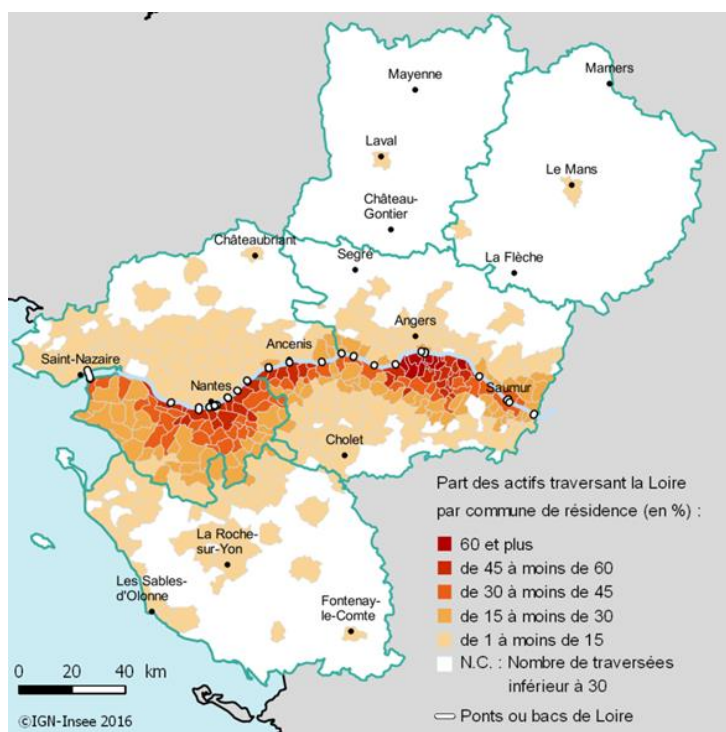 Mayenne
Mamers
Laval
Le Mans
Château-
Gontier
Châteaubriant
Segré
La Flèche
Angers
Ancenis
Saint-Nazaire
Nantes
Saumur
Cholet
La Roche-
sur-Yon
Les Sables-
d'Olonne
Fontenay-
le-Comte
Part des actifs traversant la Loire
par commune de résidence (en %) :
60 et plus
de 45 à moins de 60
de 30 à moins de 45
de 15 à moins de 30
de 1 à moins de 15
N.C. : Nombre de traversées
inférieur à 30
Ponts ou bacs de Loire
0 20 40 km
©IGN-Insee 2016